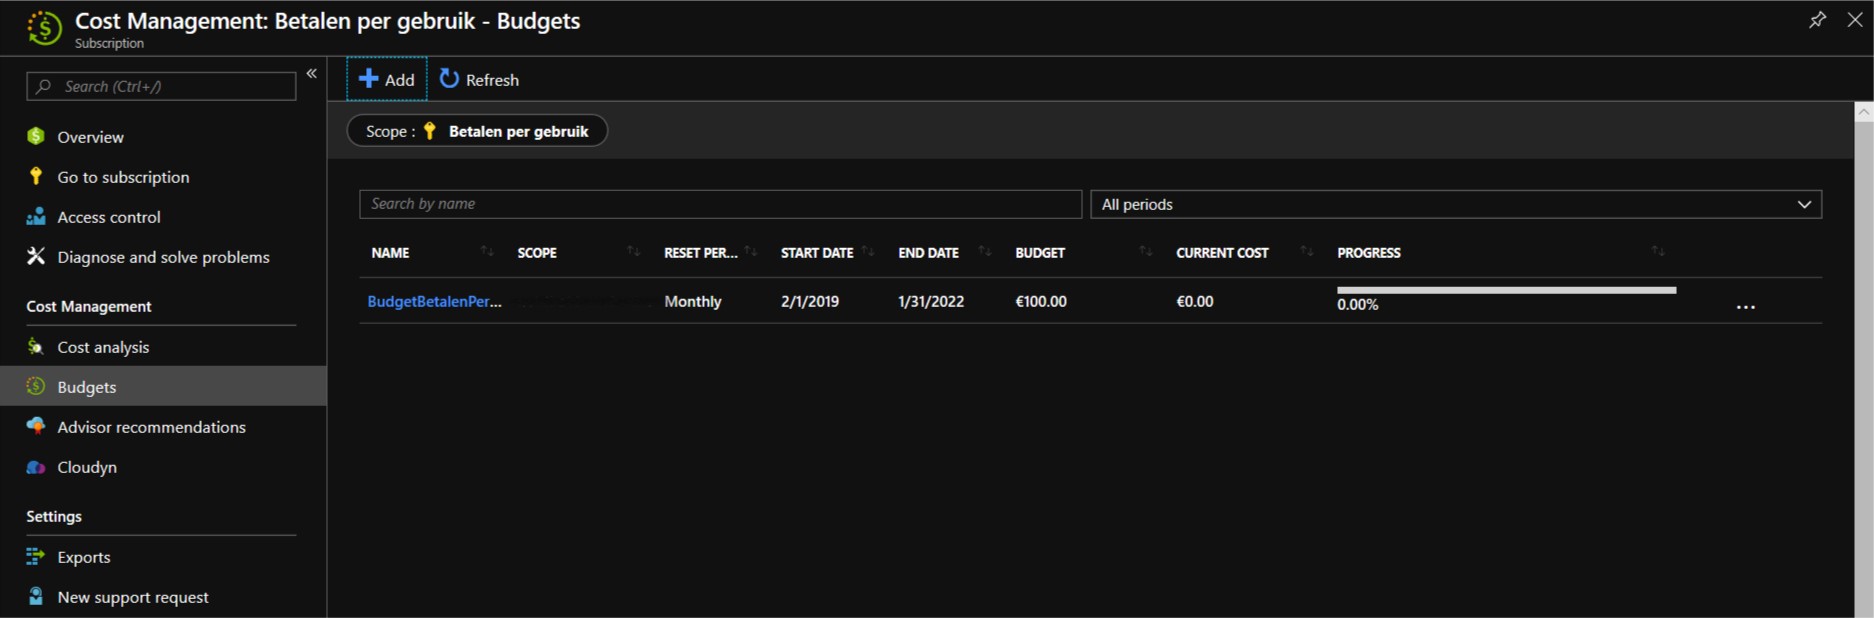 Cost Management: Betalen per gebruik - Budgets
Subscription
Search (Ctrl+/)
«
Add
Refresh
Overview
Go to subscription
Access control
Diagnose and solve problems
Cost Management
Cost analysis
Budgets
Advisor recommendations
Cloudyn
Settings
Exports
New support request
Scope : Betalen per gebruik
Search by name
All periods
NAME SCOPE RESET PER... START DATE END DATE BUDGET CURRENT COST PROGRESS
BudgetBetalenPer... Monthly 2/1/2019 1/31/2022 €100.00 €0.00 0.00% ...